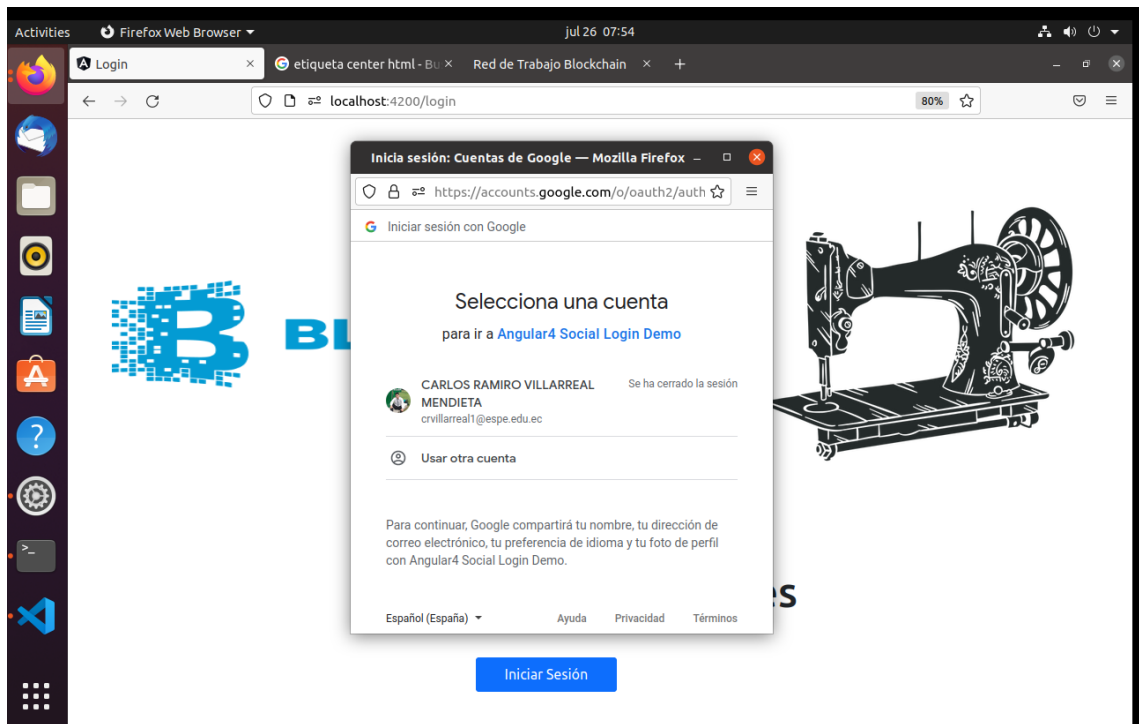 Activities Firefox Web Browser jul 26 07:54
Login etiqueta center html - Bu Red de Trabajo Blockchain
localhost:4200/login 80%
Inicia sesión: Cuentas de Google — Mozilla Firefox
https://accounts.google.com/o/oauth2/auth
Iniciar sesión con Google
Selecciona una cuenta
para ir a Angular4 Social Login Demo
BL
CARLOS RAMIRO VILLARREAL Se ha cerrado la sesión
MENDIETA
crvillarreal1@espe.edu.ec
Usar otra cuenta
Para continuar, Google compartirá tu nombre, tu dirección de
correo electrónico, tu preferencia de idioma y tu foto de perfil
con Angular4 Social Login Demo.
es
Español (España) Ayuda Privacidad Términos
Iniciar Sesión